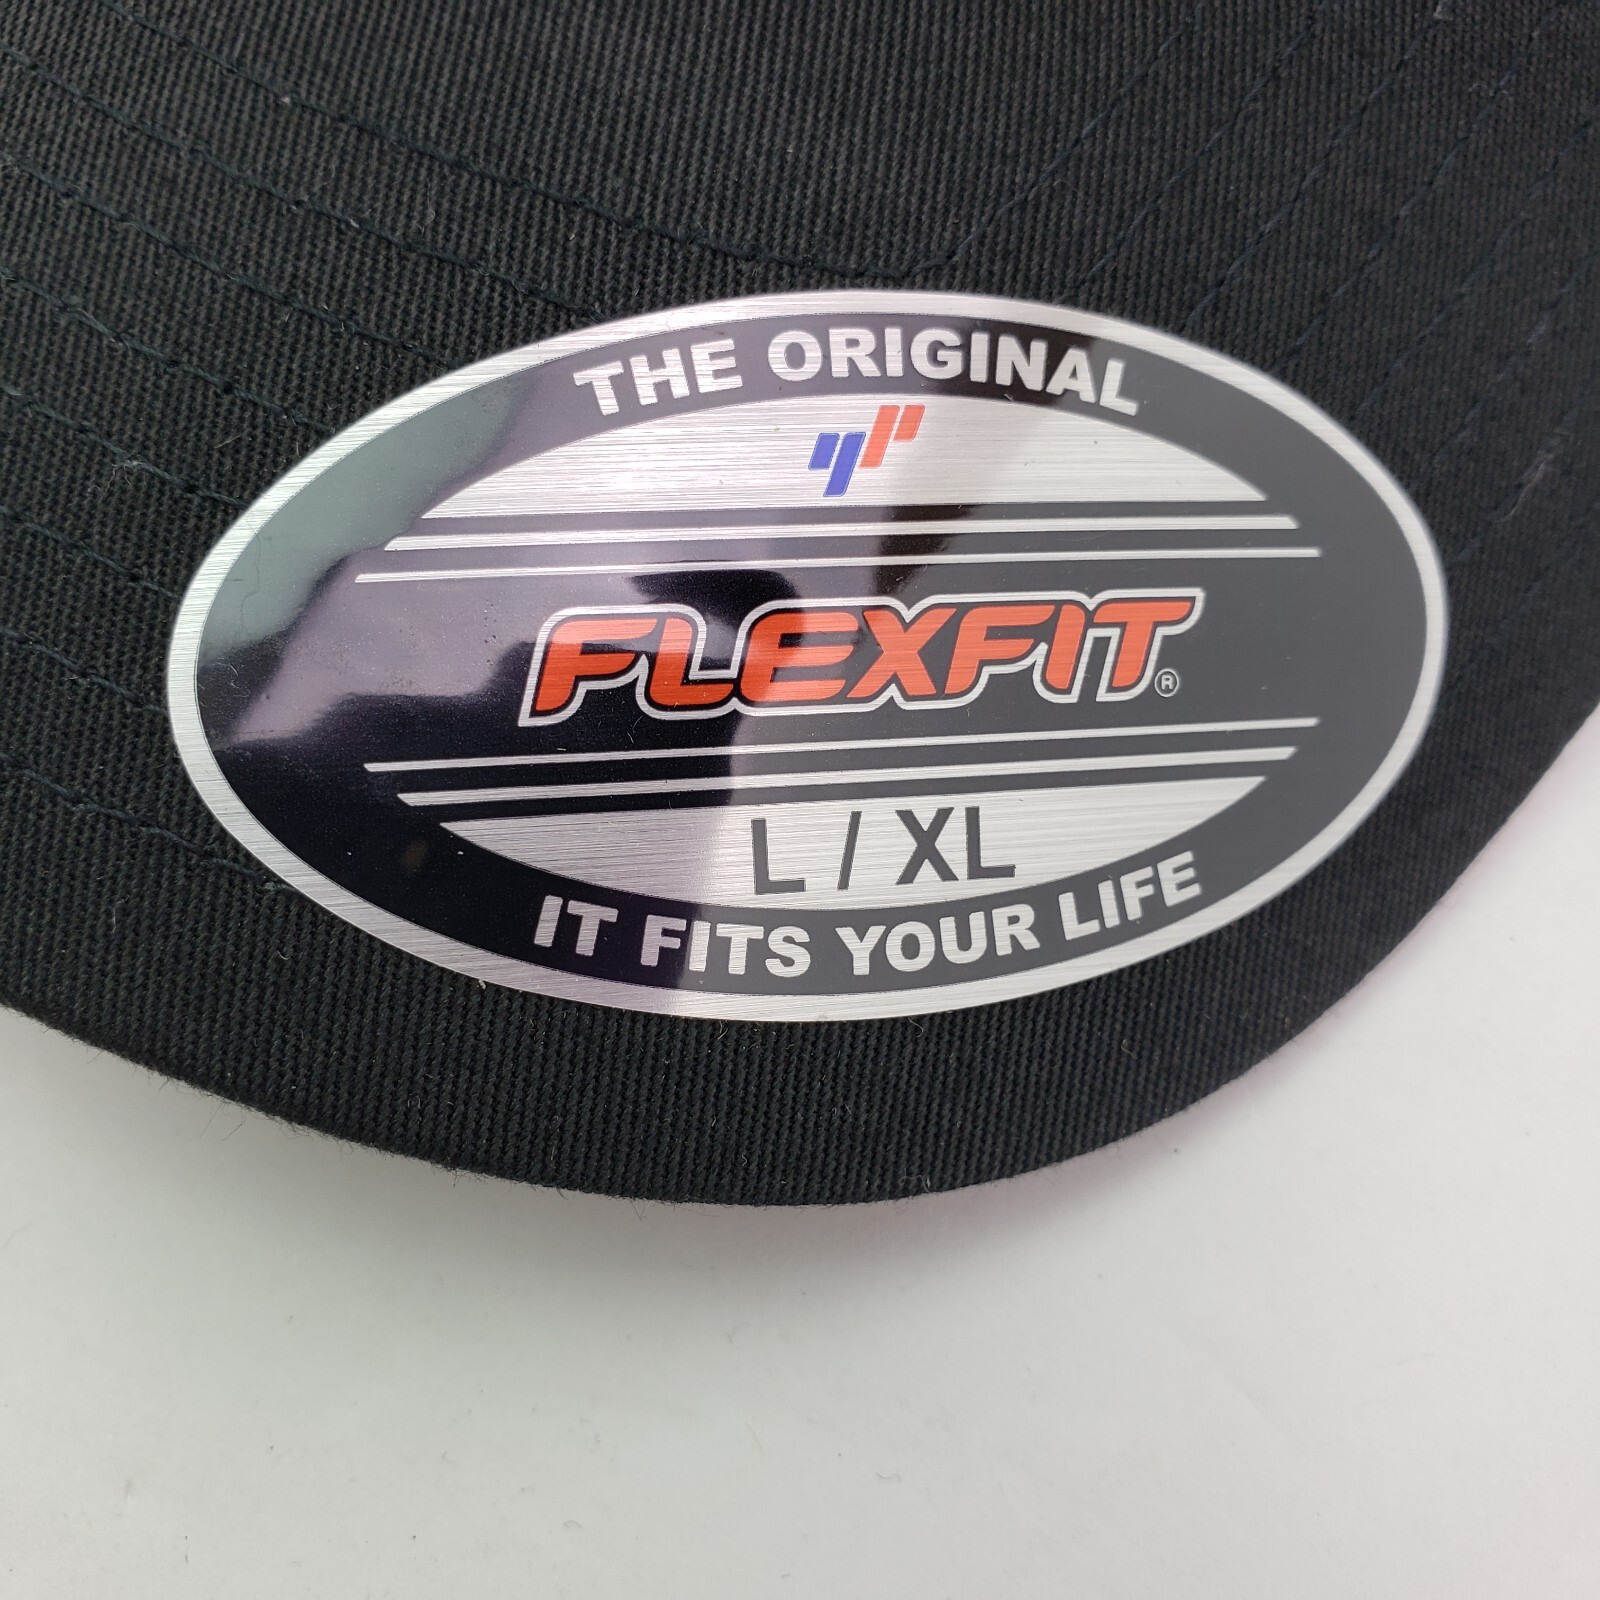 THE ORIGINAL
FLEXFIT®
L / XL
IT FITS YOUR LIFE